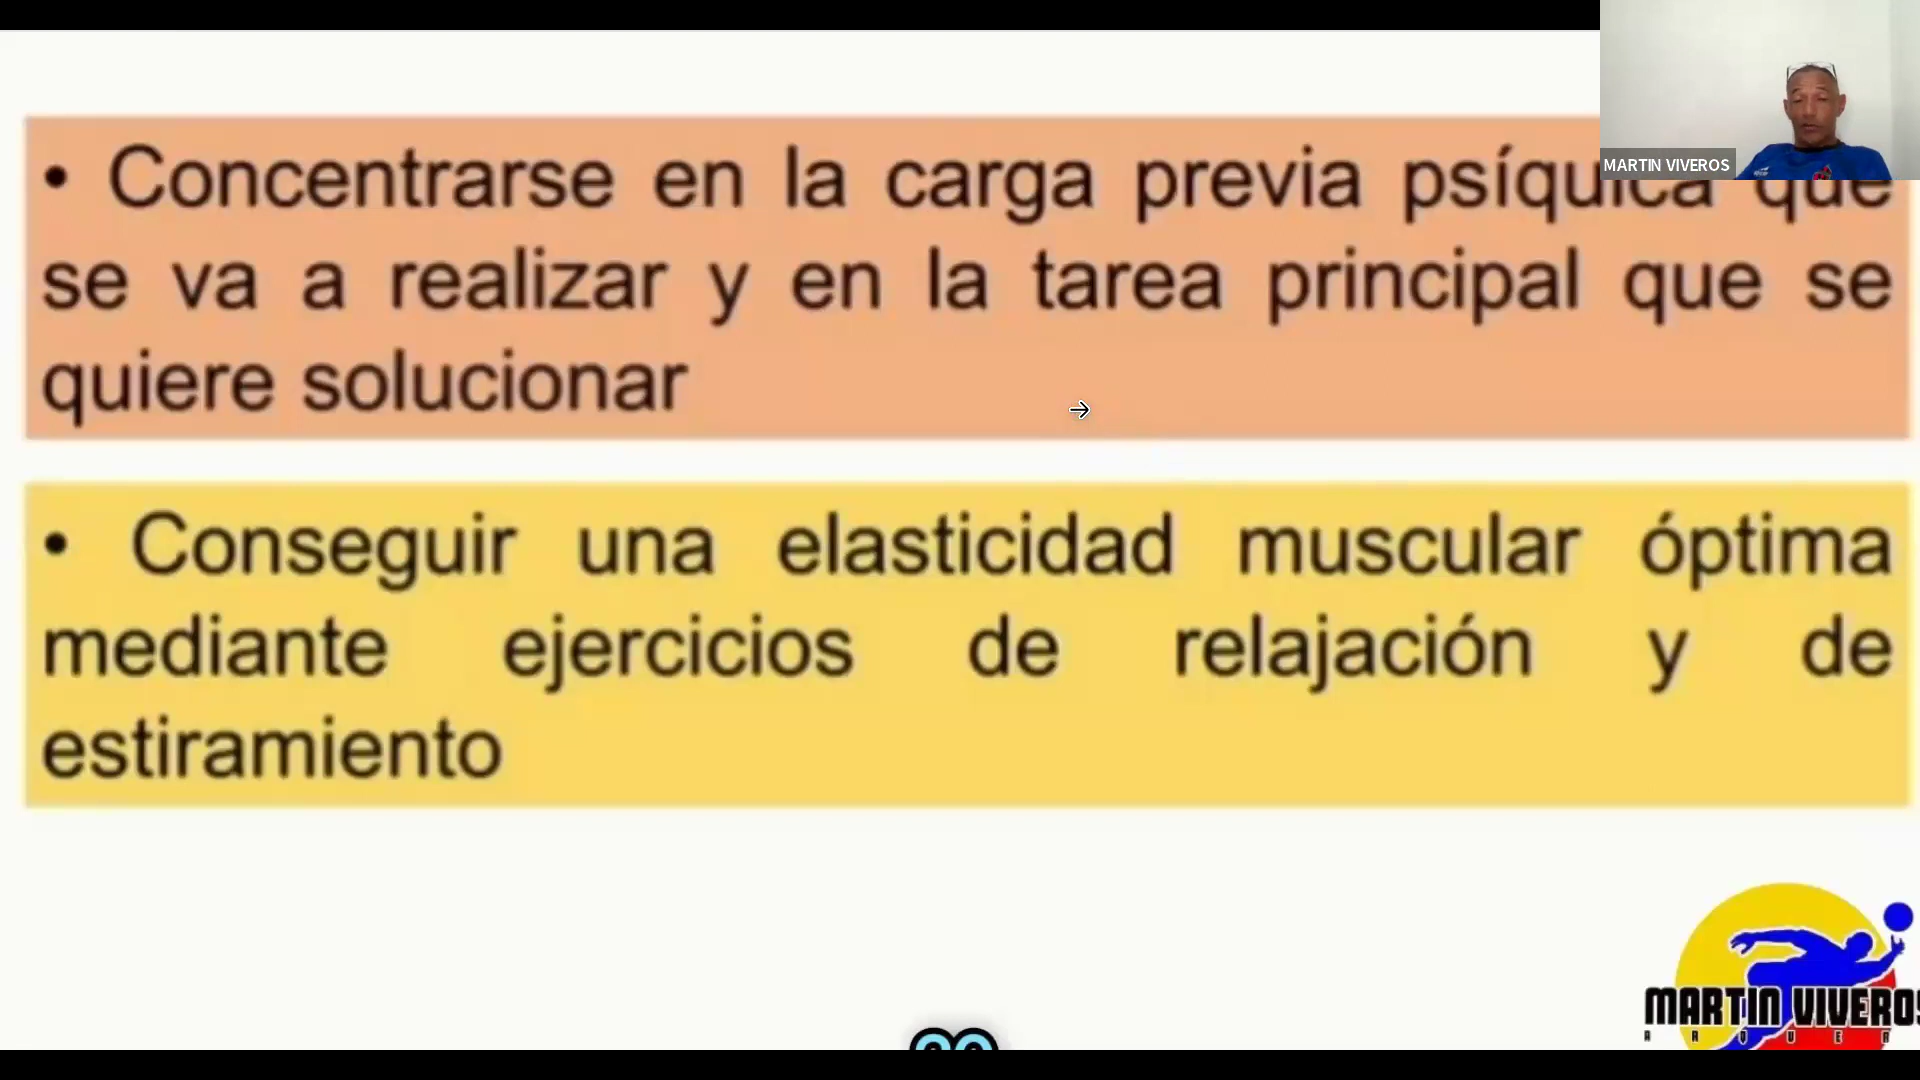 MARTIN VIVEROS
• Concentrarse en la carga previa psíquica que
se va a realizar y en la tarea principal que se
quiere solucionar
• Conseguir una elasticidad muscular óptima
mediante ejercicios de relajación y de
estiramiento
MARTIN VIVEROS